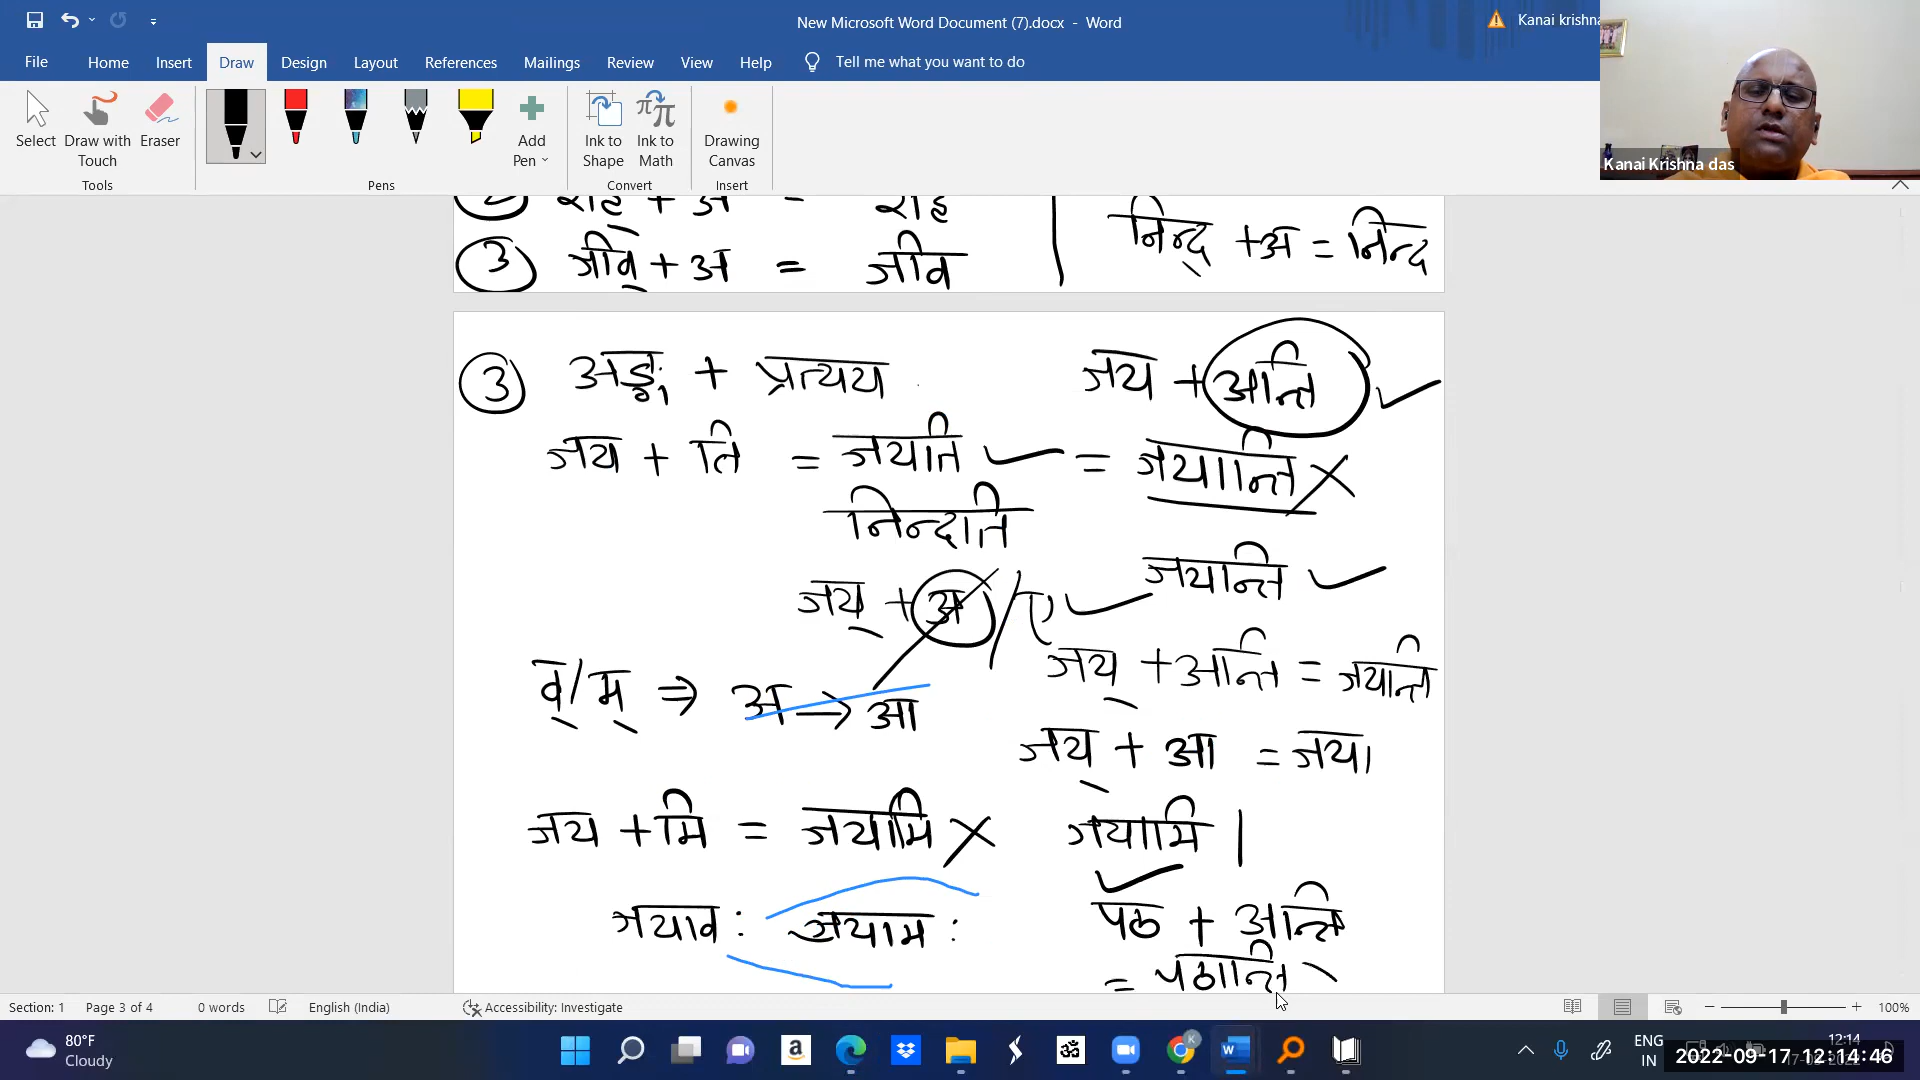 New Microsoft Word Document (7).docx - Word
Kanai krishna
File Home Insert Draw Design Layout References Mailings Review View Help Tell me what you want to do
Select Draw with Touch Eraser Add Pen Ink to Shape Ink to Math Drawing Canvas
Tools Pens Convert Insert
Kanai Krishna das
+ अ =
निन्द् + अ = निन्द
3 जीव् + अ = जीव
3 अङ्ग + प्रत्यय
जय + अन्ति ✓
जय + ति = जयति ✓
= जयान्ति X
निन्दति
जयन्ति ✓
जय् + अ / ए ✓
जय् + अन्ति = जयन्ति
व् / म् ⇒ अ → आ
जय् + आ = जया
जय + मि = जयमि X
जयामि |
✓
जयावः जयामः
पठ + अन्ति
= पठान्ति
Section: 1 Page 3 of 4 0 words English (India) Accessibility: Investigate 100%
80°F
Cloudy
ENG
IN
12:14
2022-09-17 12:14:46